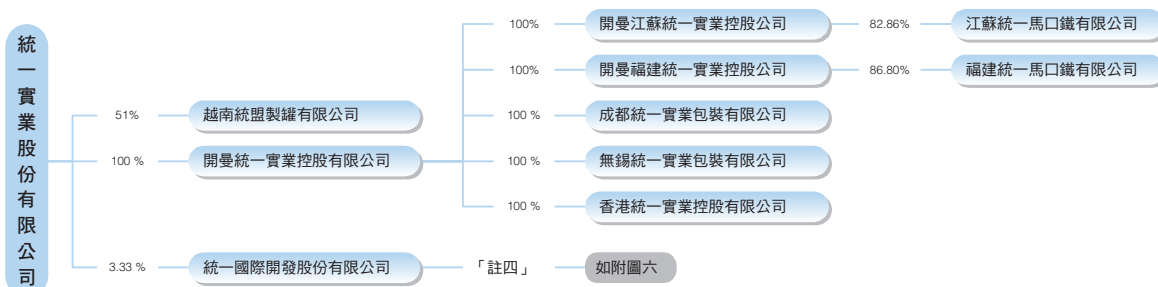 統一實業股份有限公司
100% 開曼江蘇統一實業控股公司 82.86% 江蘇統一馬口鐵有限公司
100% 開曼福建統一實業控股公司 86.80% 福建統一馬口鐵有限公司
51% 越南統盟製罐有限公司 100 % 成都統一實業包裝有限公司
100 % 開曼統一實業控股有限公司 100 % 無錫統一實業包裝有限公司
100 % 香港統一實業控股有限公司
3.33 % 統一國際開發股份有限公司 「註四」 如附圖六